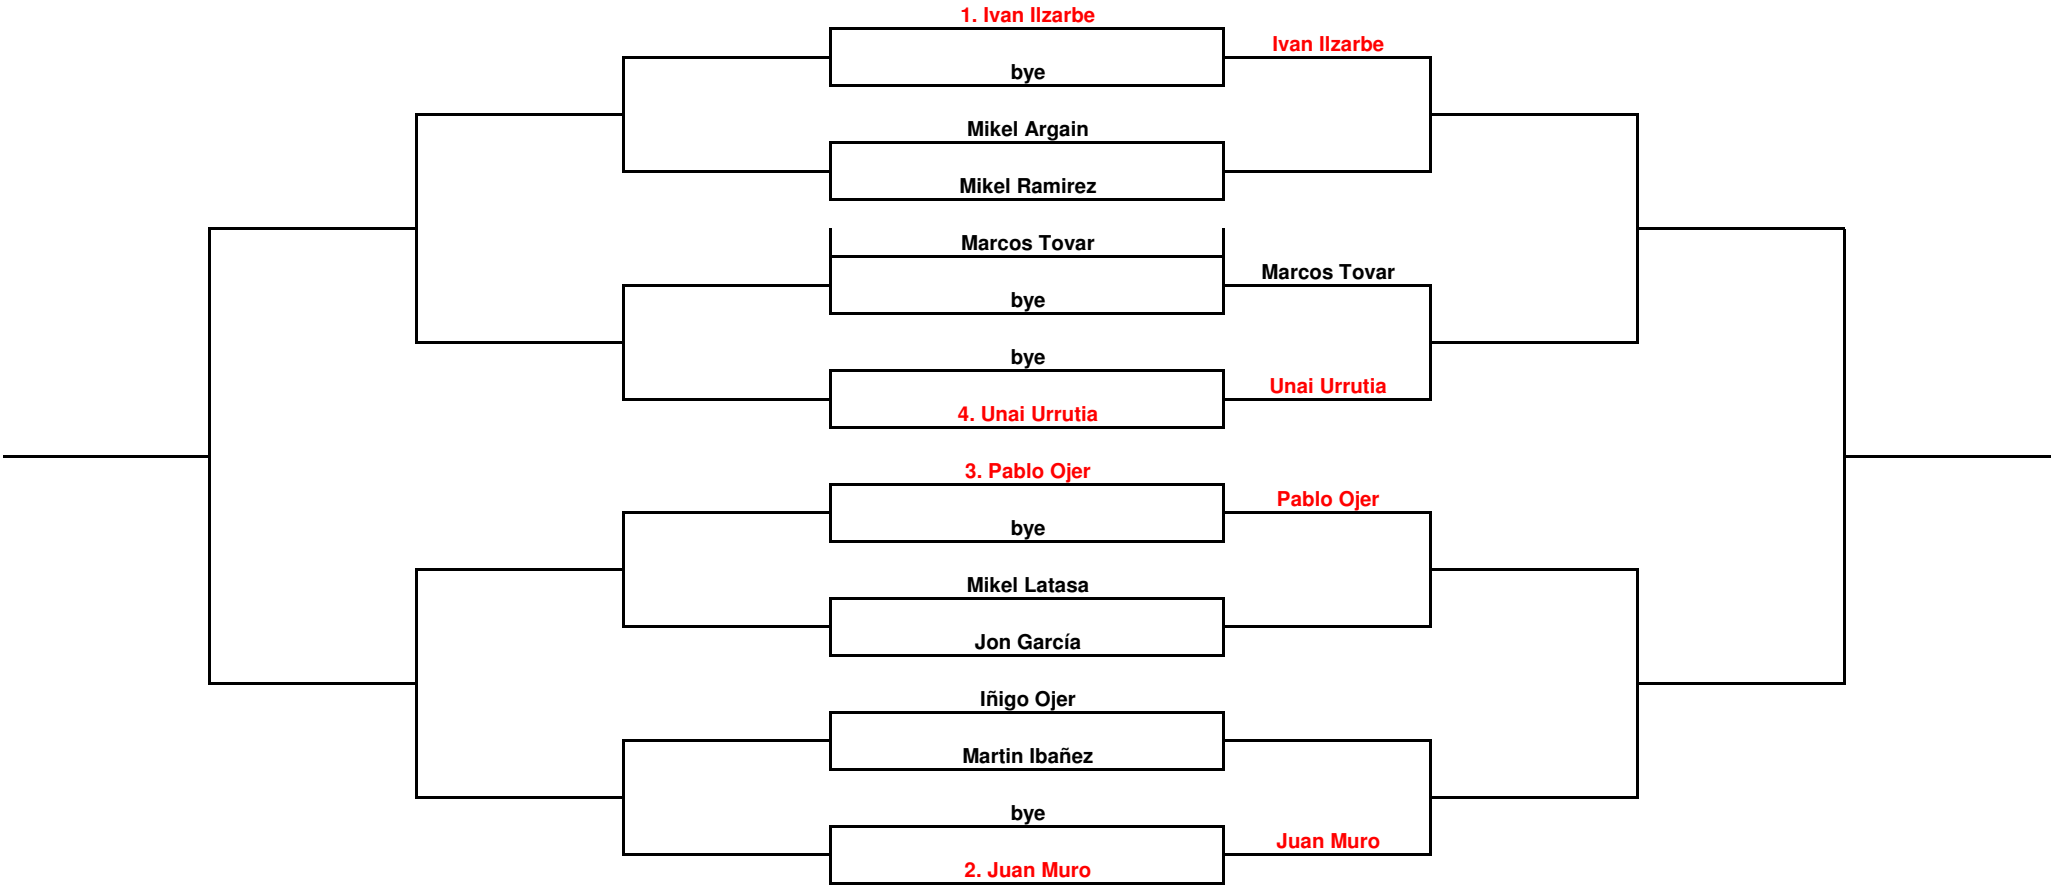 1. Ivan Ilzarbe
Ivan Ilzarbe
bye
Mikel Argain
Mikel Ramirez
Marcos Tovar
Marcos Tovar
bye
bye
Unai Urrutia
4. Unai Urrutia
3. Pablo Ojer
Pablo Ojer
bye
Mikel Latasa
Jon García
Iñigo Ojer
Martin Ibañez
bye
Juan Muro
2. Juan Muro